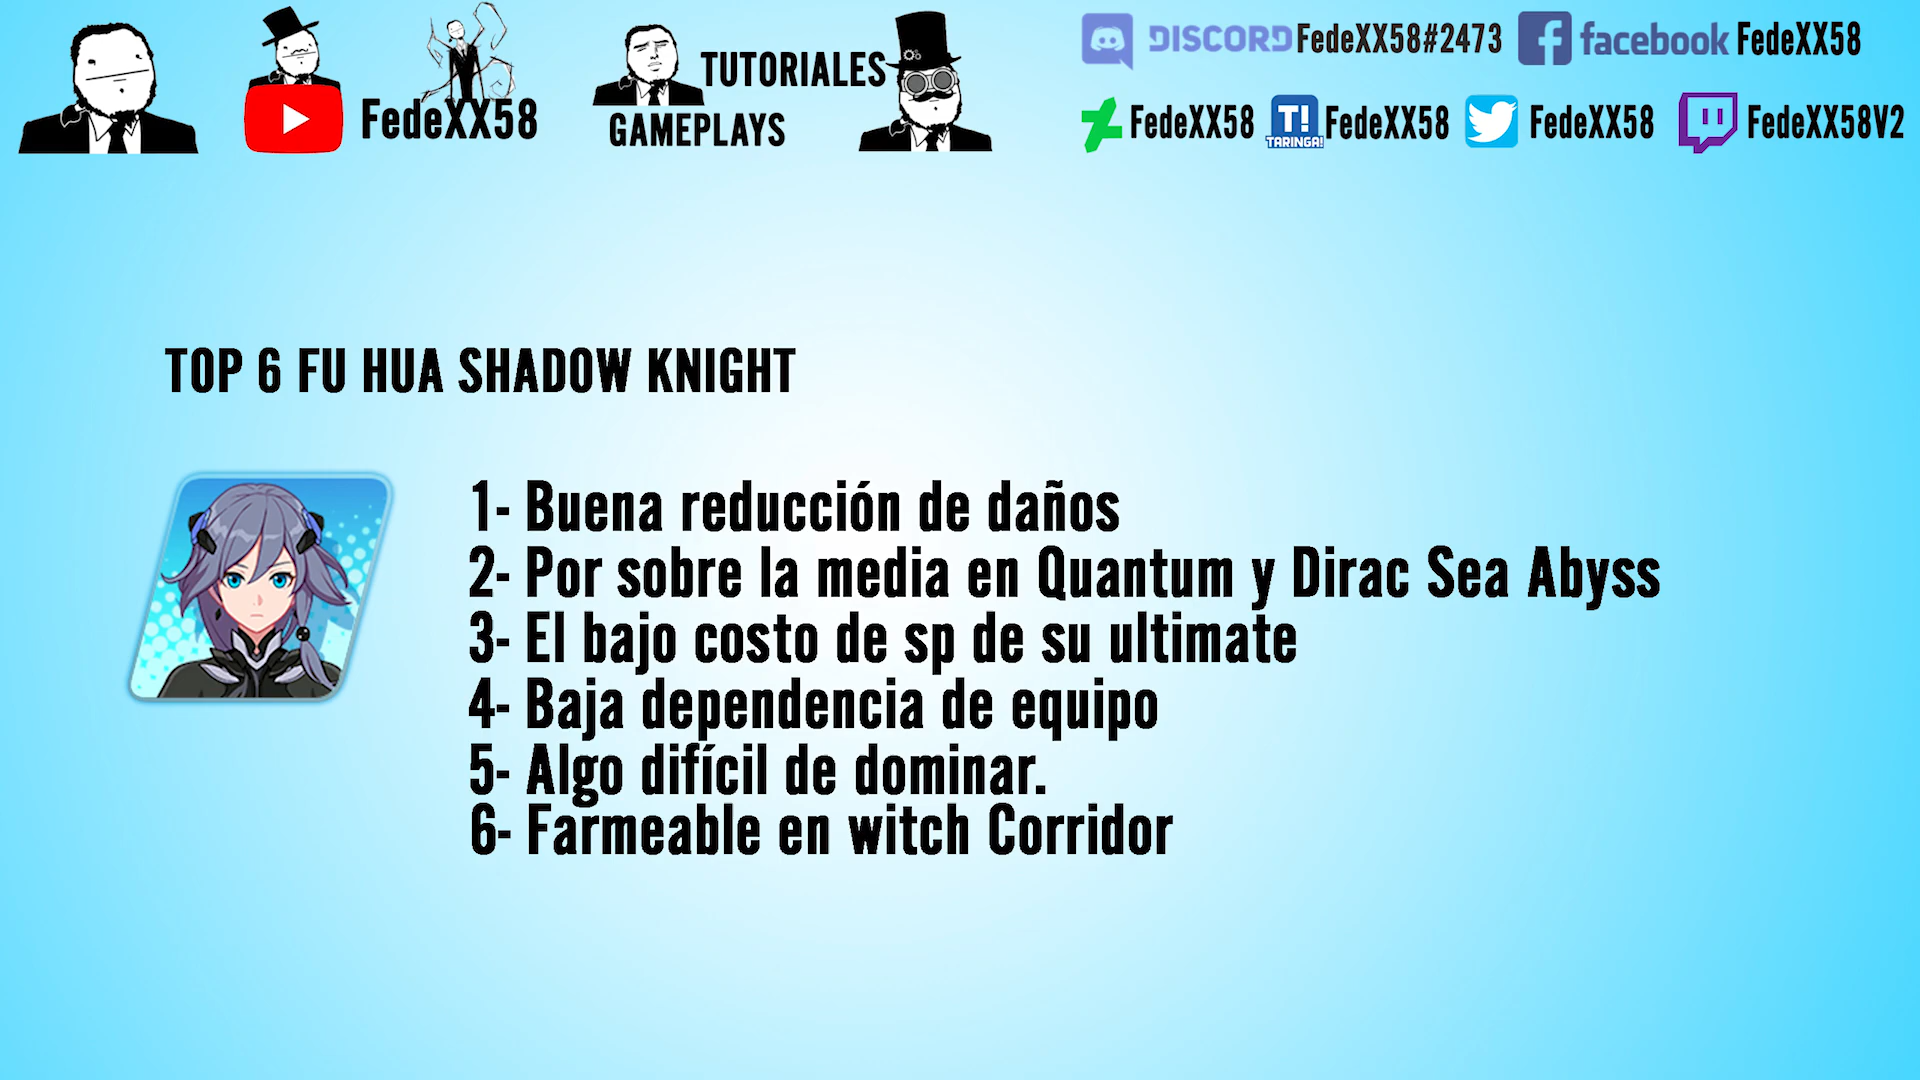 FedeXX58
TUTORIALES
GAMEPLAYS
DISCORD FedeXX58#2473
facebook FedeXX58
FedeXX58
T!
TARINGA!
FedeXX58
FedeXX58
FedeXX58V2
TOP 6 FU HUA SHADOW KNIGHT
1- Buena reducción de daños
2- Por sobre la media en Quantum y Dirac Sea Abyss
3- El bajo costo de sp de su ultimate
4- Baja dependencia de equipo
5- Algo difícil de dominar.
6- Farmeable en witch Corridor